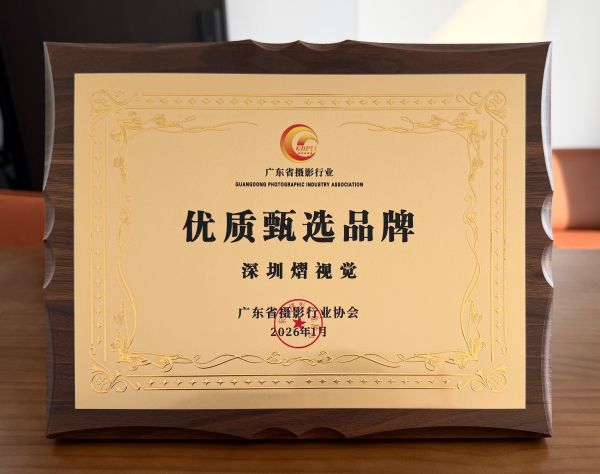 GDPIA
广东省摄影行业
GUANGDONG PHOTOGRAPHIC INDUSTRY ASSOCIATION
优质甄选品牌
深圳熠视觉
广东省摄影行业协会
2026年1月